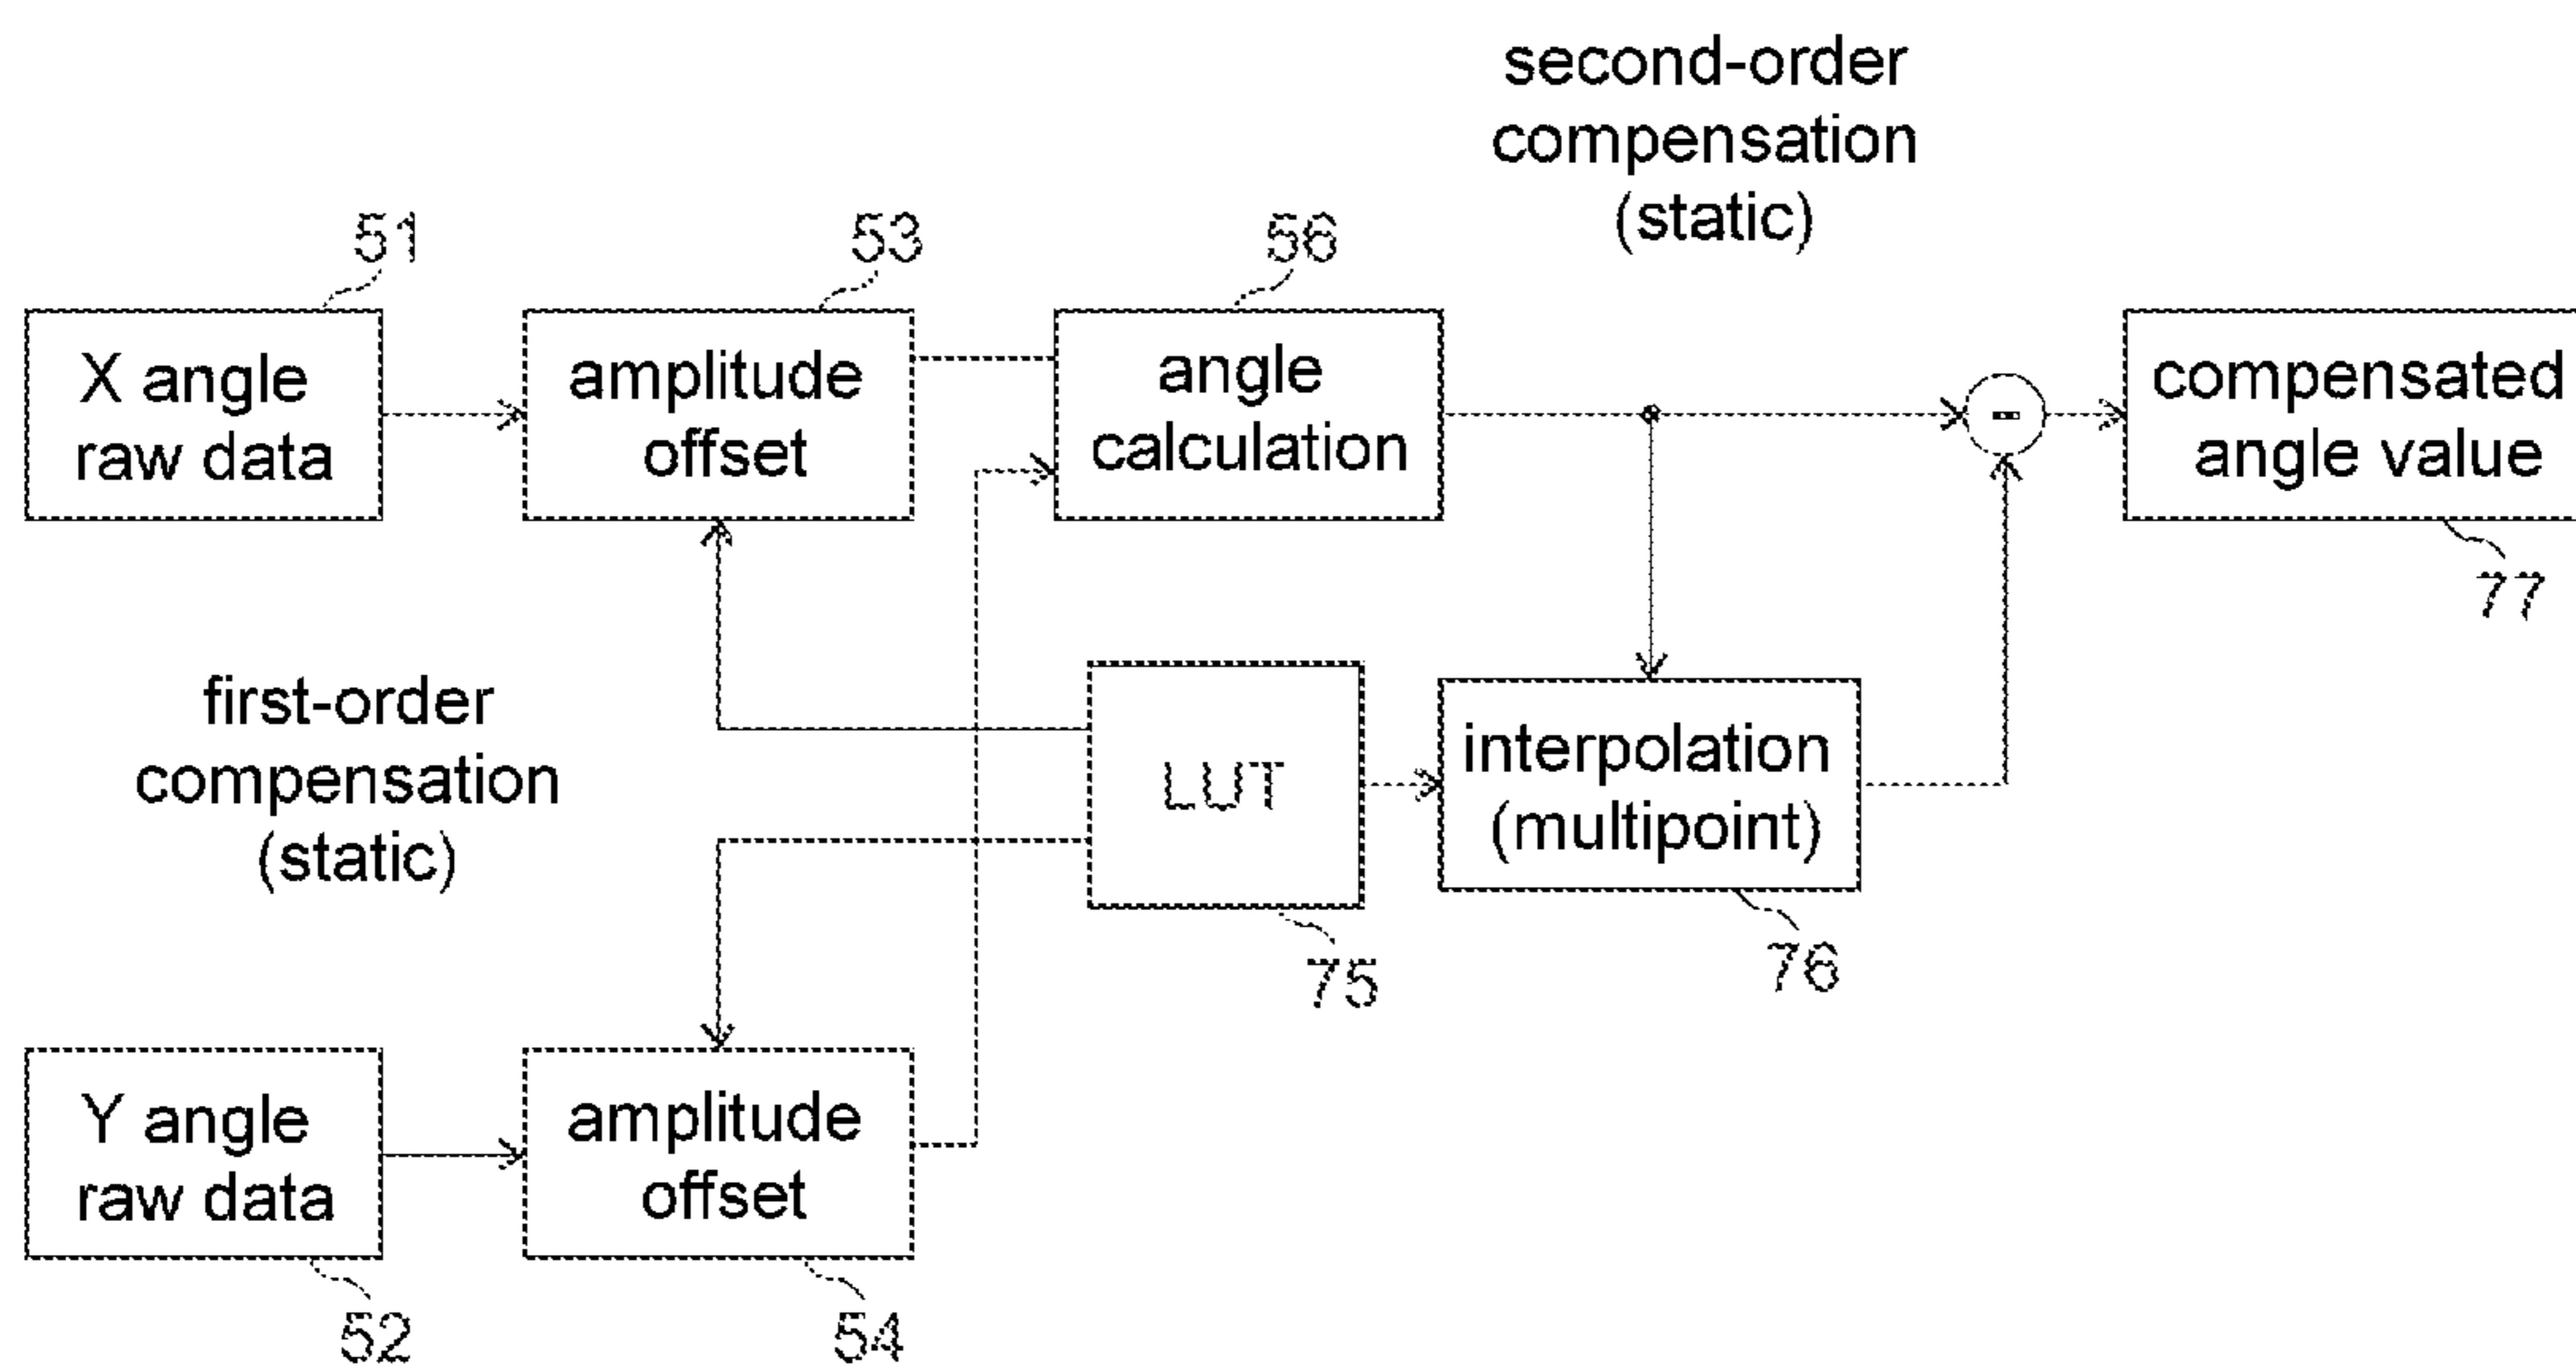 second-order
compensation
(static)
51
53
56
X angle
raw data
amplitude
offset
angle
calculation
-
compensated
angle value
77
first-order
compensation
(static)
LUT
interpolation
(multipoint)
75
76
Y angle
raw data
amplitude
offset
52
54